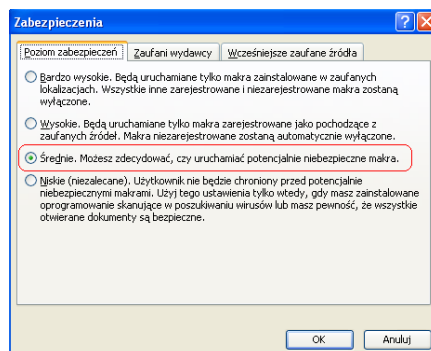 Zabezpieczenia
Poziom zabezpieczeń Zaufani wydawcy Wcześniejsze zaufane źródła
Bardzo wysokie. Będą uruchamiane tylko makra zainstalowane w zaufanych
lokalizacjach. Wszystkie inne zarejestrowane i niezarejestrowane makra zostaną
wyłączone.
Wysokie. Będą uruchamiane tylko makra zarejestrowane jako pochodzące z
zaufanych źródeł. Makra niezarejestrowane zostaną automatycznie wyłączone.
Średnie. Możesz zdecydować, czy uruchamiać potencjalnie niebezpieczne makra.
Niskie (niezalecane). Użytkownik nie będzie chroniony przed potencjalnie
niebezpiecznymi makrami. Użyj tego ustawienia tylko wtedy, gdy masz zainstalowane
oprogramowanie skanujące w poszukiwaniu wirusów lub masz pewność, że wszystkie
otwierane dokumenty są bezpieczne.
OK Anuluj